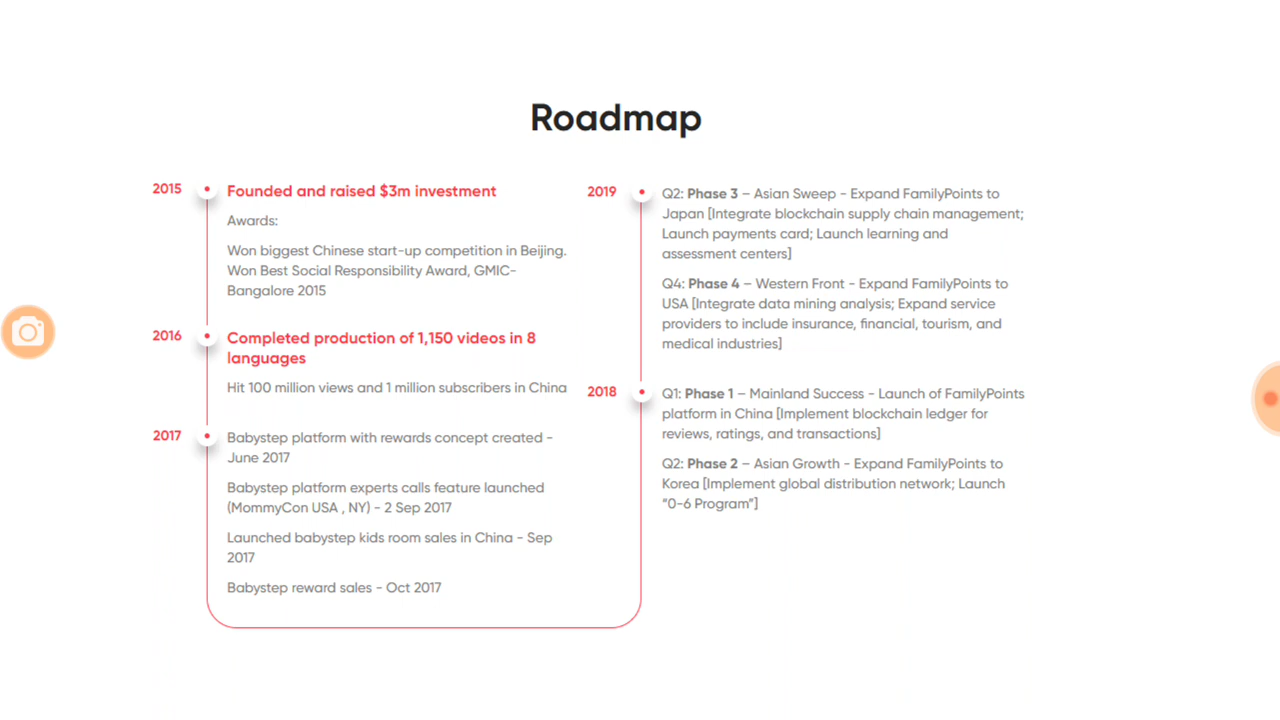 Roadmap
2015
Founded and raised $3m investment
Awards:
Won biggest Chinese start-up competition in Beijing.
Won Best Social Responsibility Award, GMIC-
Bangalore 2015
2016
Completed production of 1,150 videos in 8
languages
Hit 100 million views and 1 million subscribers in China
2017
Babystep platform with rewards concept created -
June 2017
Babystep platform experts calls feature launched
(MommyCon USA , NY) - 2 Sep 2017
Launched babystep kids room sales in China - Sep
2017
Babystep reward sales - Oct 2017
2019
Q2: Phase 3 – Asian Sweep - Expand FamilyPoints to
Japan [Integrate blockchain supply chain management;
Launch payments card; Launch learning and
assessment centers]
Q4: Phase 4 – Western Front - Expand FamilyPoints to
USA [Integrate data mining analysis; Expand service
providers to include insurance, financial, tourism, and
medical industries]
2018
Q1: Phase 1 – Mainland Success - Launch of FamilyPoints
platform in China [Implement blockchain ledger for
reviews, ratings, and transactions]
Q2: Phase 2 – Asian Growth - Expand FamilyPoints to
Korea [Implement global distribution network; Launch
“0-6 Program”]